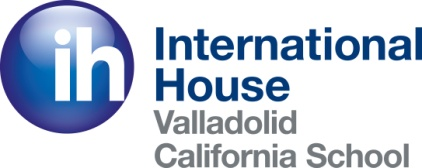 ih
International
House
Valladolid
California School